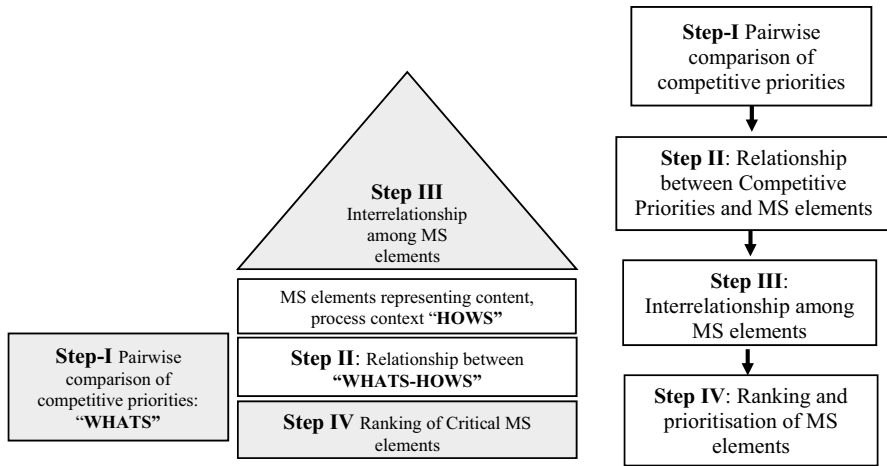 Step III
Interrelationship
among MS
elements
MS elements representing content,
process context “HOWS”
Step-I Pairwise
comparison of
competitive priorities:
“WHATS”
Step II: Relationship between
“WHATS-HOWS”
Step IV Ranking of Critical MS
elements
Step-I Pairwise
comparison of
competitive priorities
Step II: Relationship
between Competitive
Priorities and MS elements
Step III:
Interrelationship among
MS elements
Step IV: Ranking and
prioritisation of MS
elements